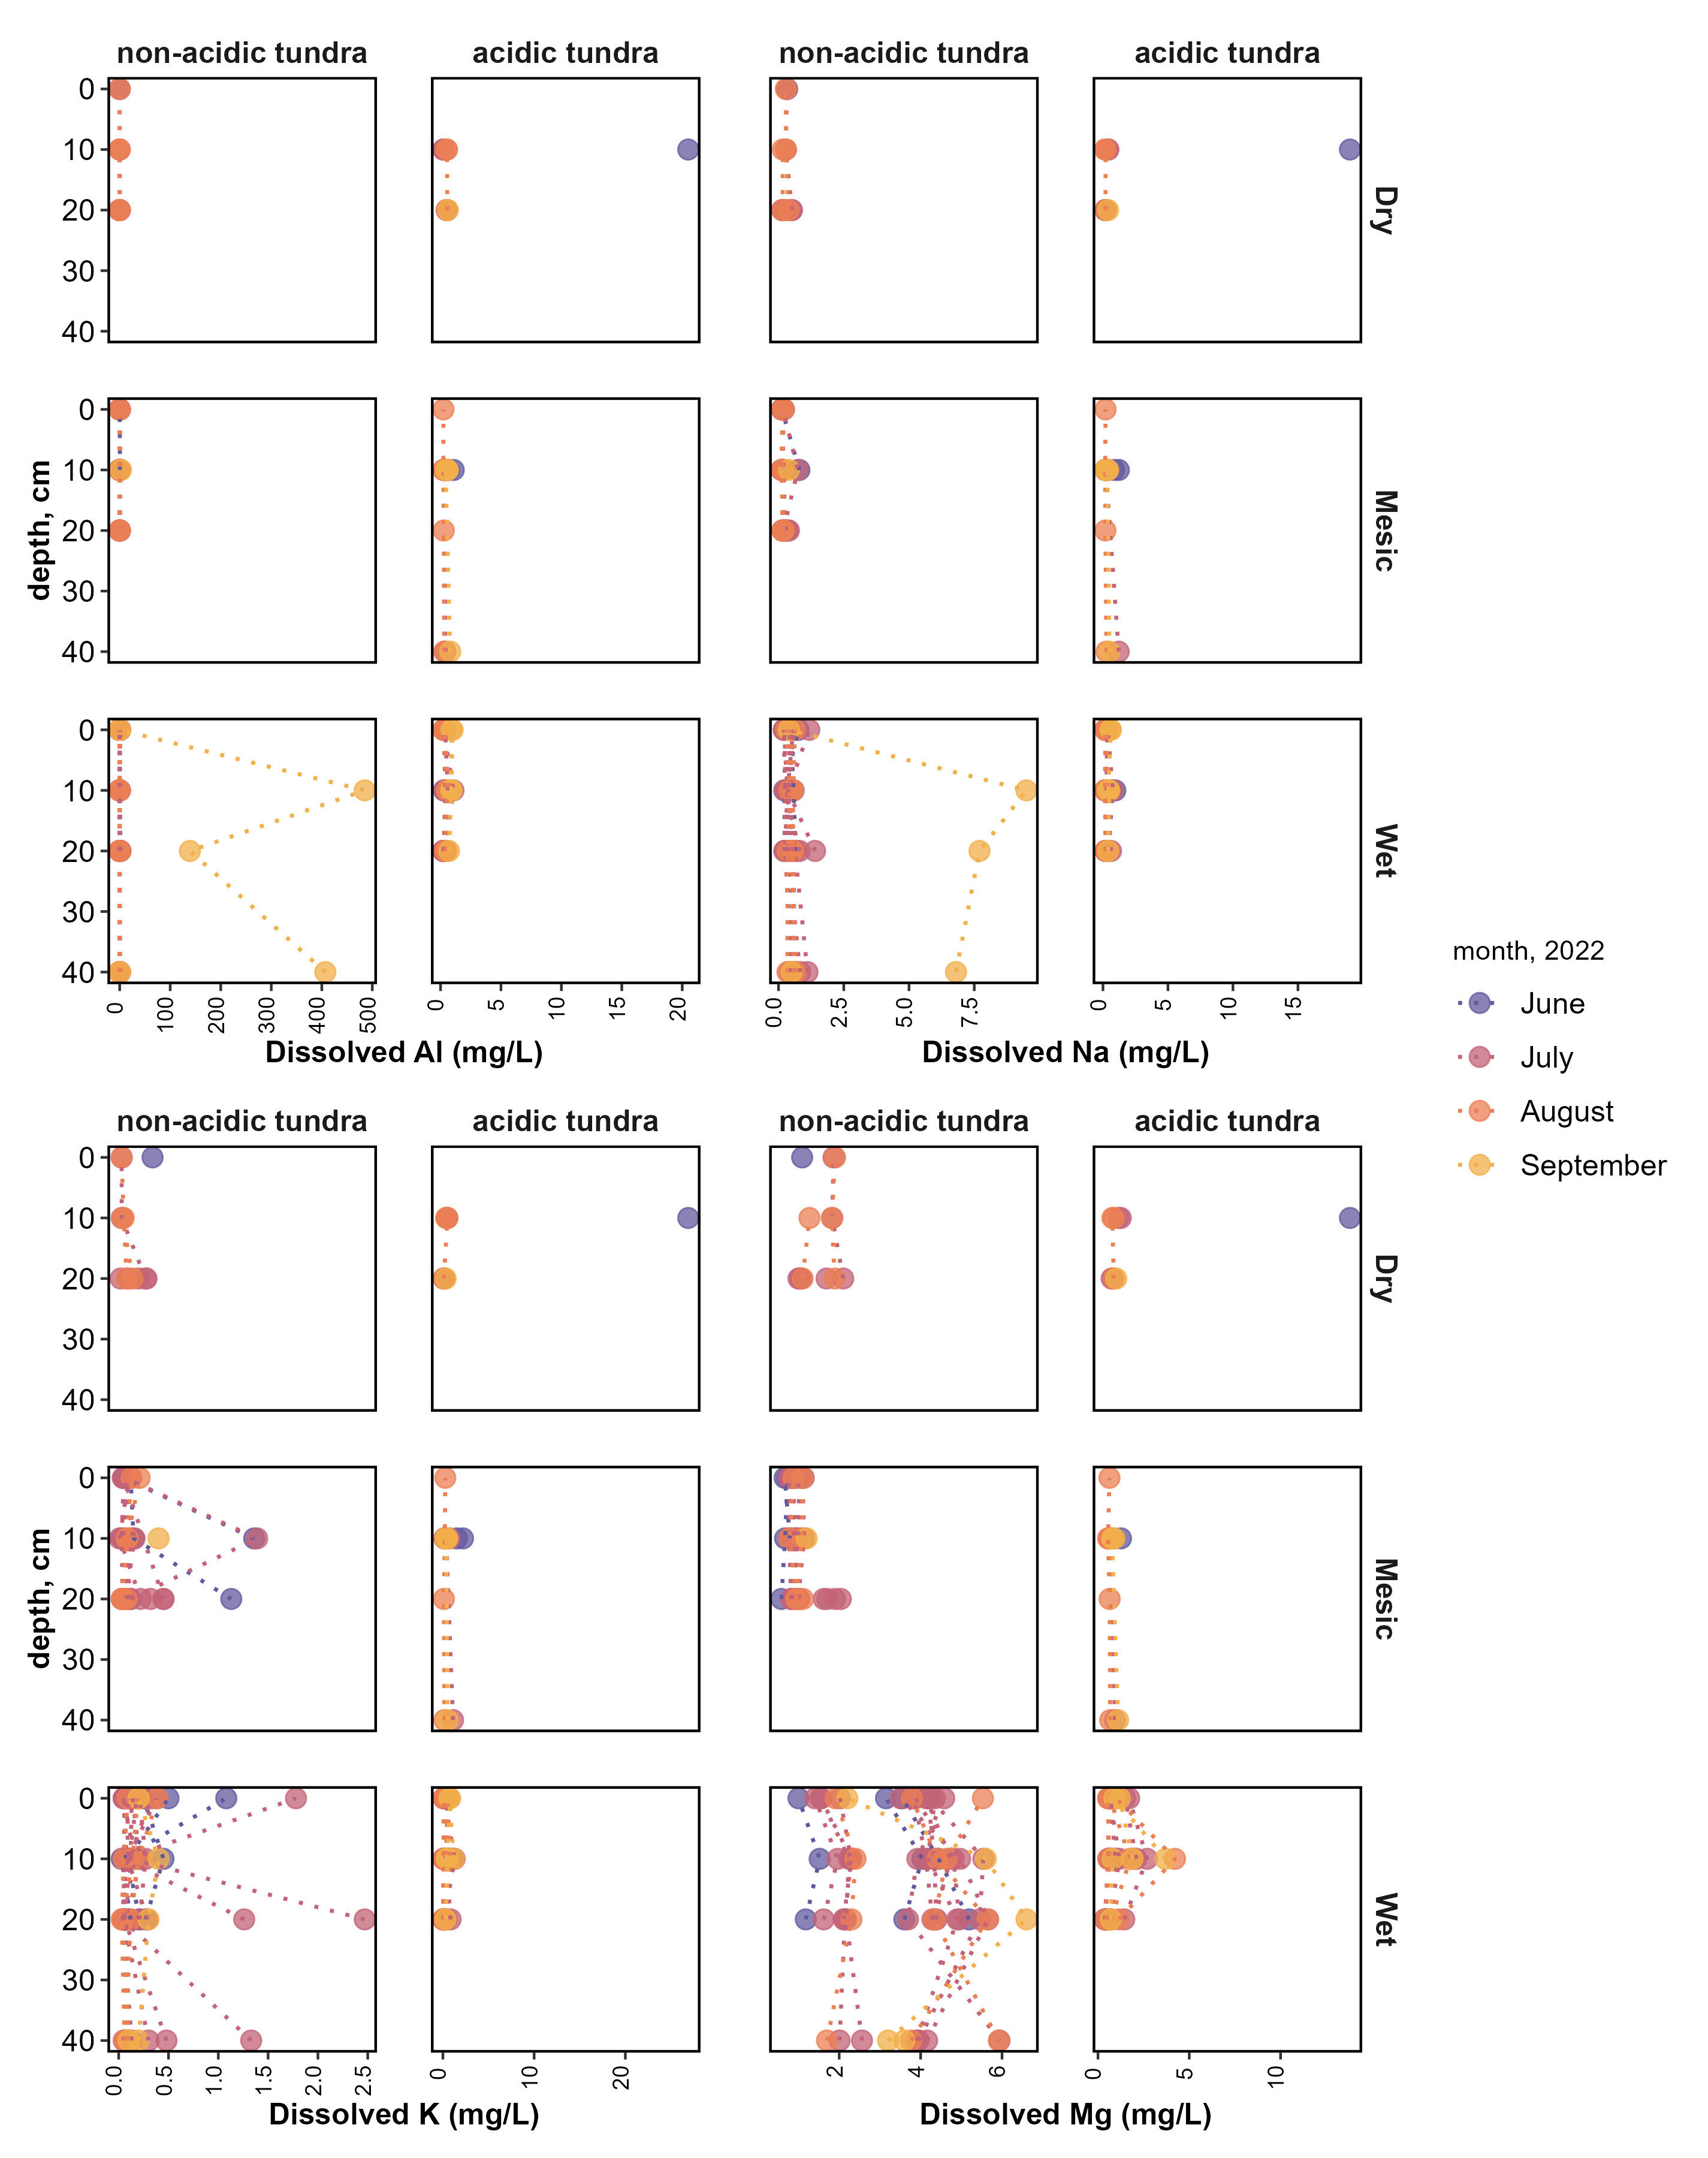 non-acidic tundra acidic tundra non-acidic tundra acidic tundra
0
10
20
30
40
Dry
0
10
20
30
40
Mesic
depth, cm
0
10
20
30
40
Wet
0 100 200 300 400 500
0 5 10 15 20
0.0 2.5 5.0 7.5
0 5 10 15
Dissolved Al (mg/L) Dissolved Na (mg/L)
month, 2022
June
July
August
September
non-acidic tundra acidic tundra non-acidic tundra acidic tundra
0
10
20
30
40
Dry
0
10
20
30
40
Mesic
depth, cm
0
10
20
30
40
Wet
0.0 0.5 1.0 1.5 2.0 2.5
0 10 20
2 4 6
0 5 10
Dissolved K (mg/L) Dissolved Mg (mg/L)